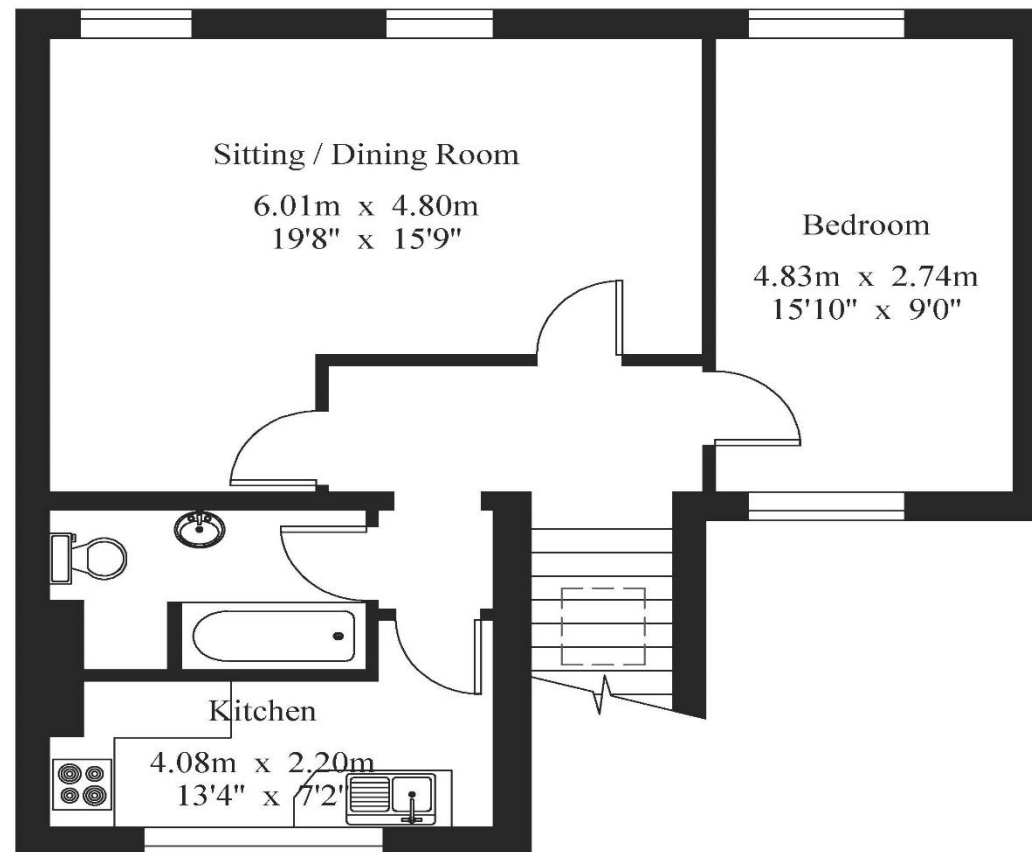 Sitting / Dining Room
6.01m x 4.80m
19'8" x 15'9"
Bedroom
4.83m x 2.74m
15'10" x 9'0"
Kitchen
4.08m x 2.20m
13'4" x 7'2"